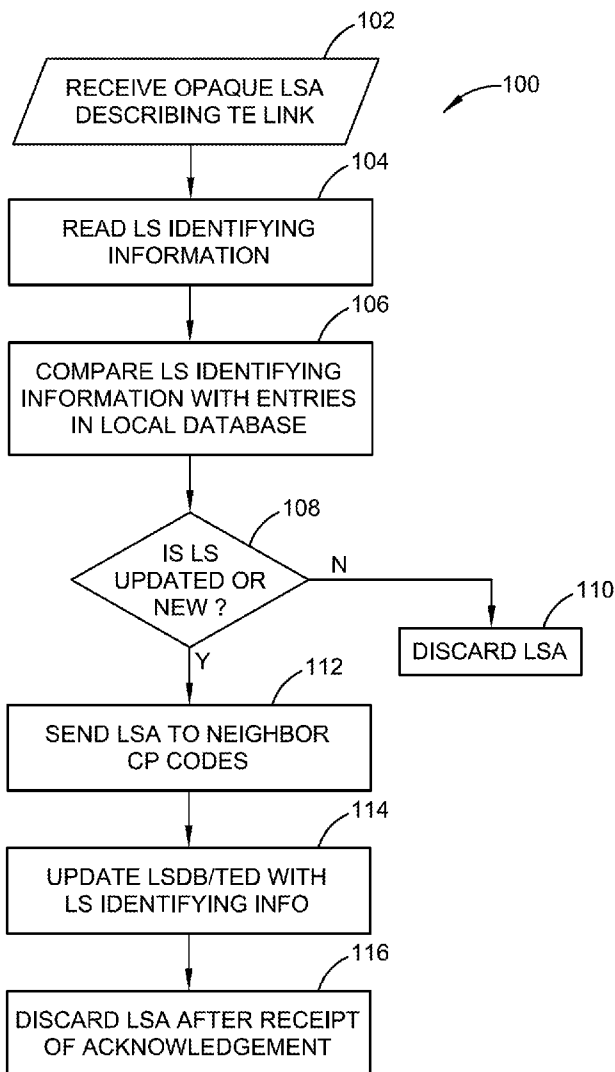 102
RECEIVE OPAQUE LSA
DESCRIBING TE LINK
100
104
READ LS IDENTIFYING
INFORMATION
106
COMPARE LS IDENTIFYING
INFORMATION WITH ENTRIES
IN LOCAL DATABASE
108
IS LS
UPDATED OR
NEW ?
N
110
DISCARD LSA
Y
112
SEND LSA TO NEIGHBOR
CP CODES
114
UPDATE LSDB/TED WITH
LS IDENTIFYING INFO
116
DISCARD LSA AFTER RECEIPT
OF ACKNOWLEDGEMENT